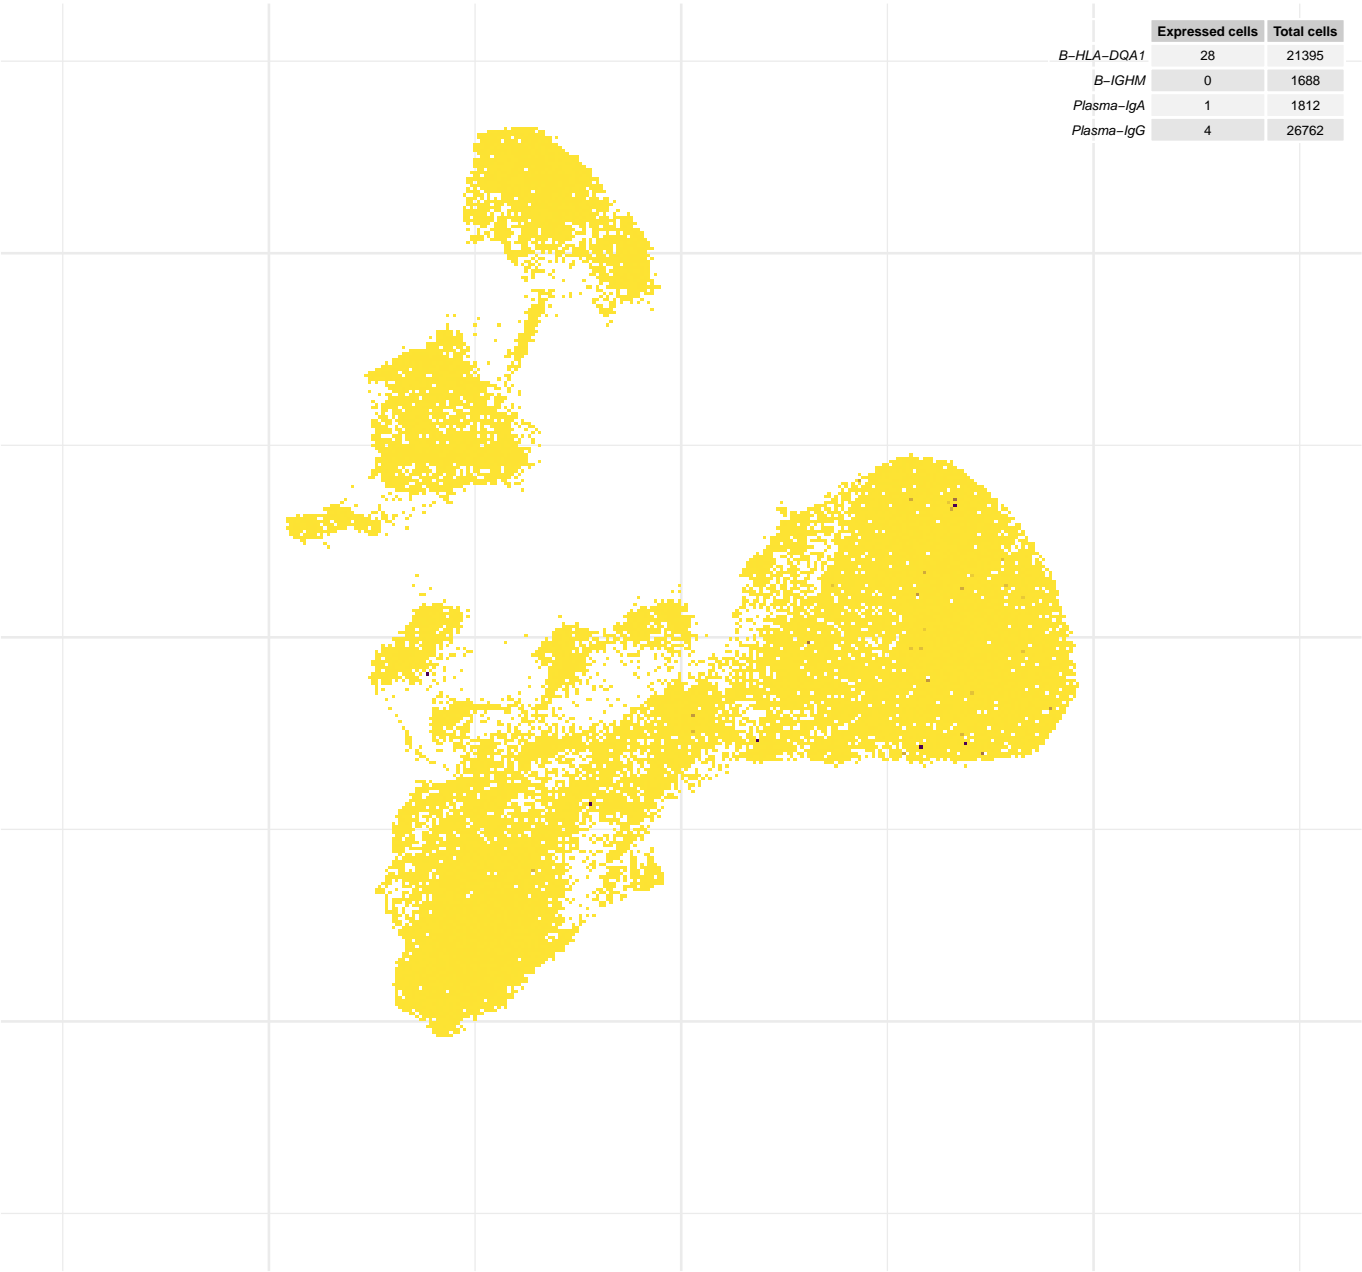 Expressed cells Total cells
B−HLA−DQA1 28 21395
B−IGHM 0 1688
Plasma−IgA 1 1812
Plasma−IgG 4 26762